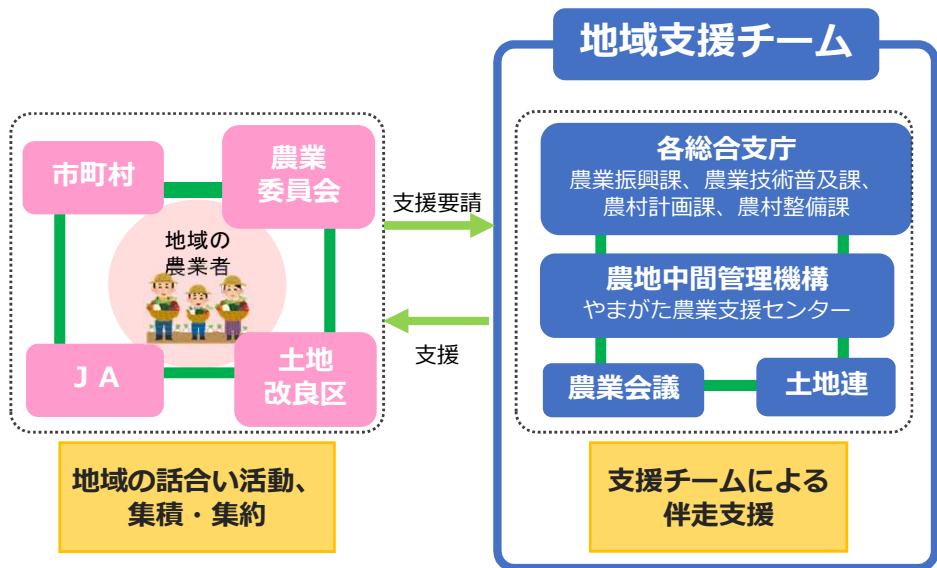 地域支援チーム
市町村
農業
委員会
地域の
農業者
ＪＡ
土地
改良区
支援要請
支援
各総合支庁
農業振興課、農業技術普及課、
農村計画課、農村整備課
農地中間管理機構
やまがた農業支援センター
農業会議
土地連
地域の話合い活動、
集積・集約
支援チームによる
伴走支援